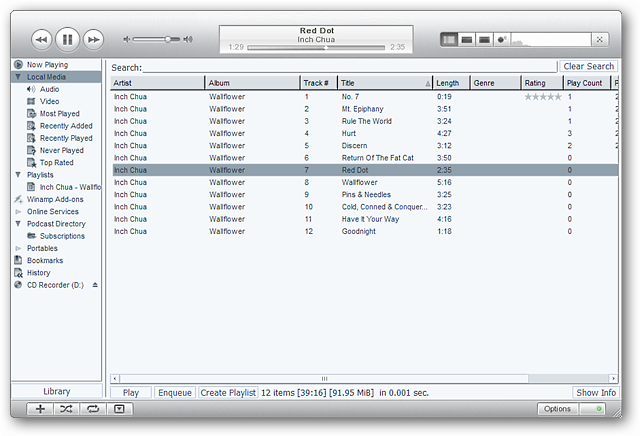 Red Dot
Inch Chua
1:29 2:35
Now Playing
Local Media
Audio
Video
Most Played
Recently Added
Recently Played
Never Played
Top Rated
Playlists
Inch Chua - Wallflo
Winamp Add-ons
Online Services
Podcast Directory
Subscriptions
Portables
Bookmarks
History
CD Recorder (D:)
Library
Search: Clear Search
Artist Album Track # Title Length Genre Rating Play Count
Inch Chua Wallflower 1 No. 7 0:19 1
Inch Chua Wallflower 2 Mt. Epiphany 3:51 1
Inch Chua Wallflower 3 Rule The World 3:24 1
Inch Chua Wallflower 4 Hurt 4:27 3
Inch Chua Wallflower 5 Discern 3:12 2
Inch Chua Wallflower 6 Return Of The Fat Cat 3:50 0
Inch Chua Wallflower 7 Red Dot 2:35 0
Inch Chua Wallflower 8 Wallflower 5:16 0
Inch Chua Wallflower 9 Pins & Needles 3:25 0
Inch Chua Wallflower 10 Cold, Conned & Conquer... 3:23 0
Inch Chua Wallflower 11 Have It Your Way 4:16 0
Inch Chua Wallflower 12 Goodnight 1:18 0
Play Enqueue Create Playlist 12 items [39:16] [91.95 MiB] in 0.001 sec. Show Info
Options